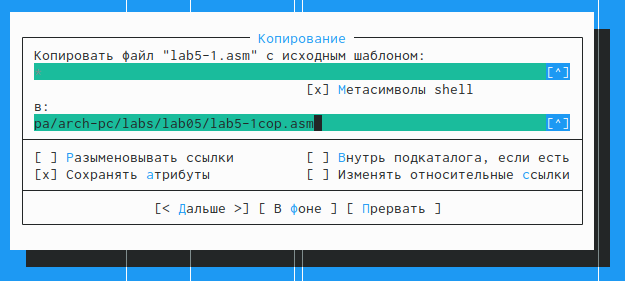 Копирование
Копировать файл "lab5-1.asm" с исходным шаблоном:
[^]
[x] Метасимволы shell
в:
pa/arch-pc/labs/lab05/lab5-1cop.asm [^]
[ ] Разыменовывать ссылки [ ] Внутрь подкаталога, если есть
[x] Сохранять атрибуты [ ] Изменять относительные ссылки
[< Дальше >] [ В фоне ] [ Прервать ]